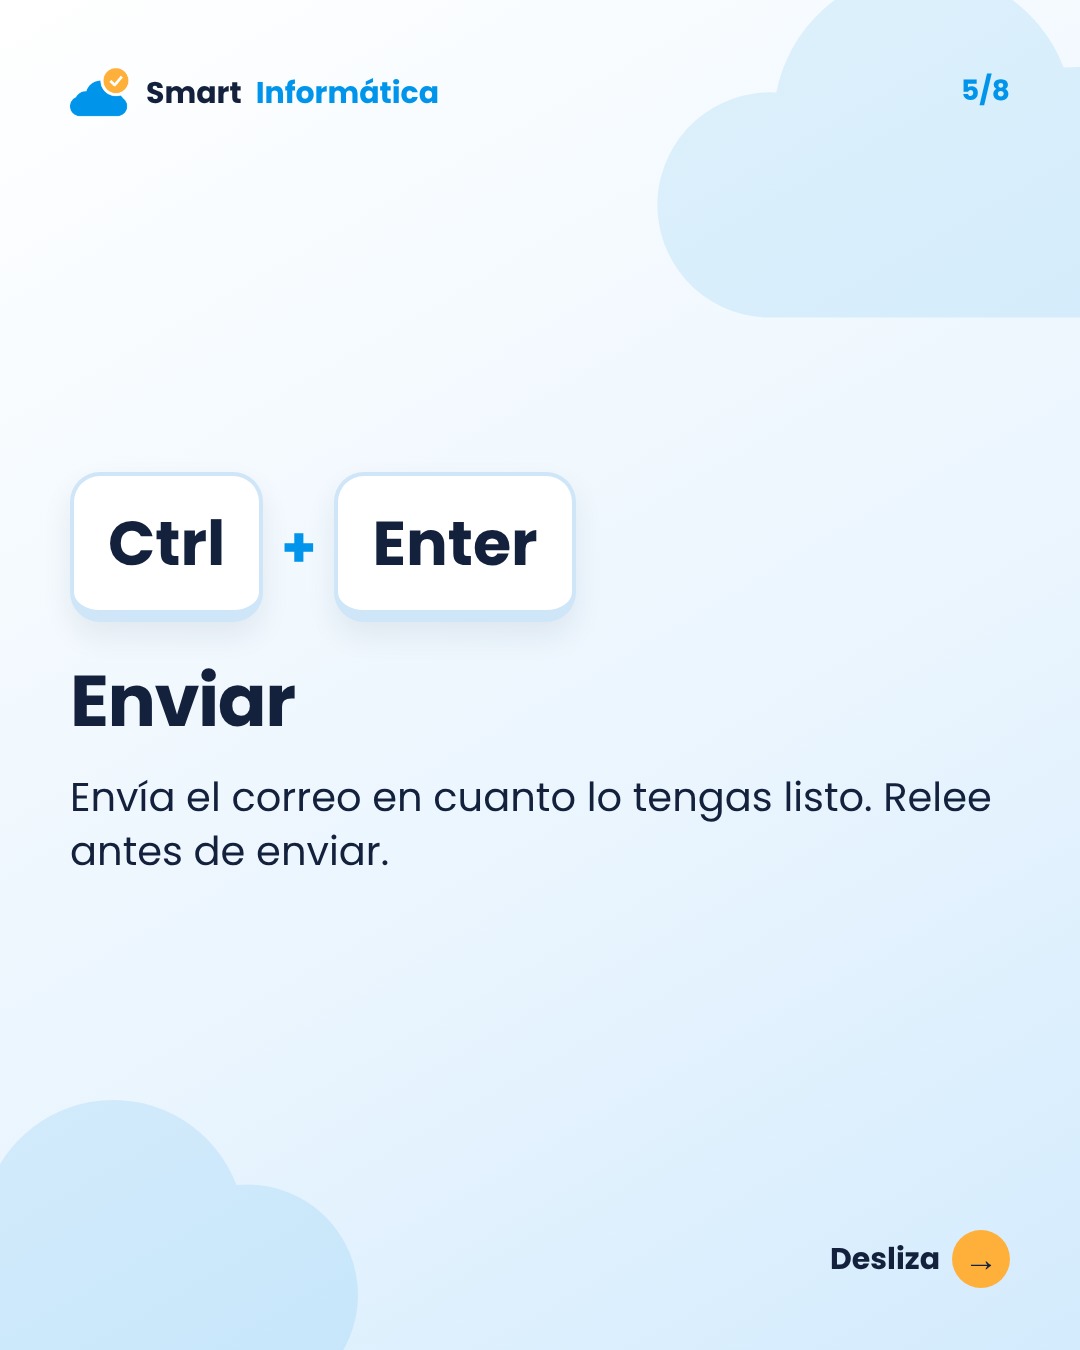 Smart Informática
5/8
Ctrl + Enter
Enviar
Envía el correo en cuanto lo tengas listo. Relee
antes de enviar.
Desliza →